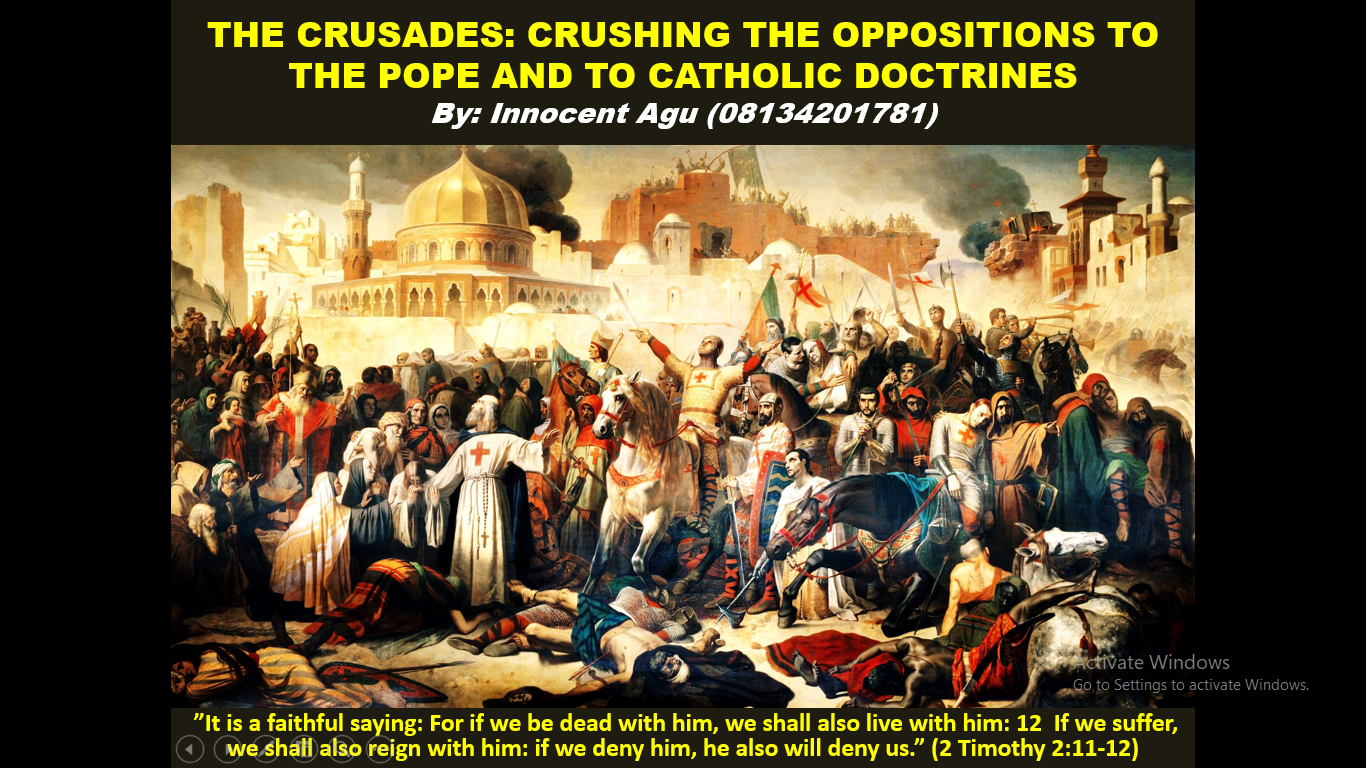 THE CRUSADES: CRUSHING THE OPPOSITIONS TO
THE POPE AND TO CATHOLIC DOCTRINES
By: Innocent Agu (08134201781)
Activate Windows
Go to Settings to activate Windows.
”It is a faithful saying: For if we be dead with him, we shall also live with him: 12 If we suffer,
we shall also reign with him: if we deny him, he also will deny us.” (2 Timothy 2:11-12)